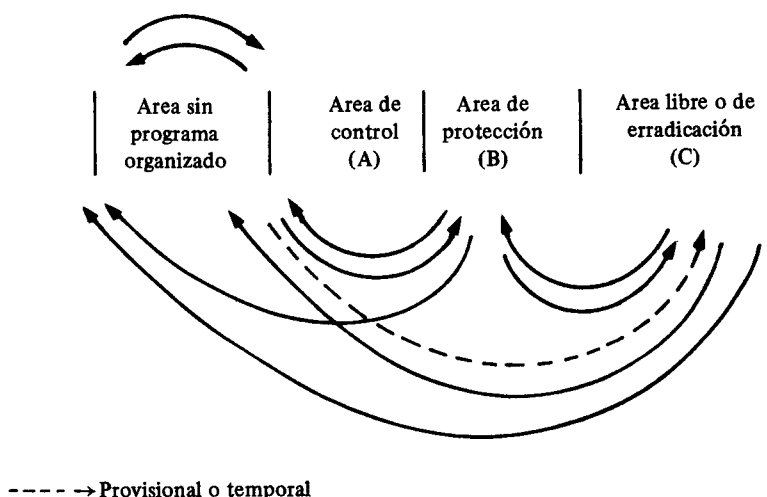 Area sin
programa
organizado
Area de
control
(A)
Area de
protección
(B)
Area libre o de
erradicación
(C)
Provisional o temporal